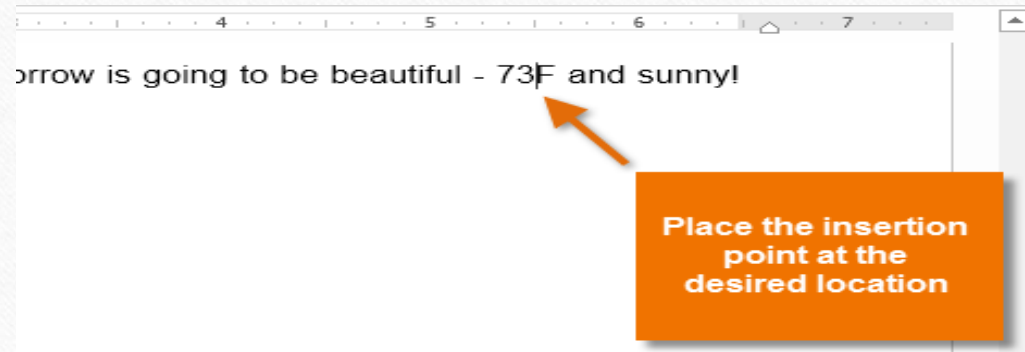 4 5 6 7
orrow is going to be beautiful - 73F and sunny!
Place the insertion
point at the
desired location